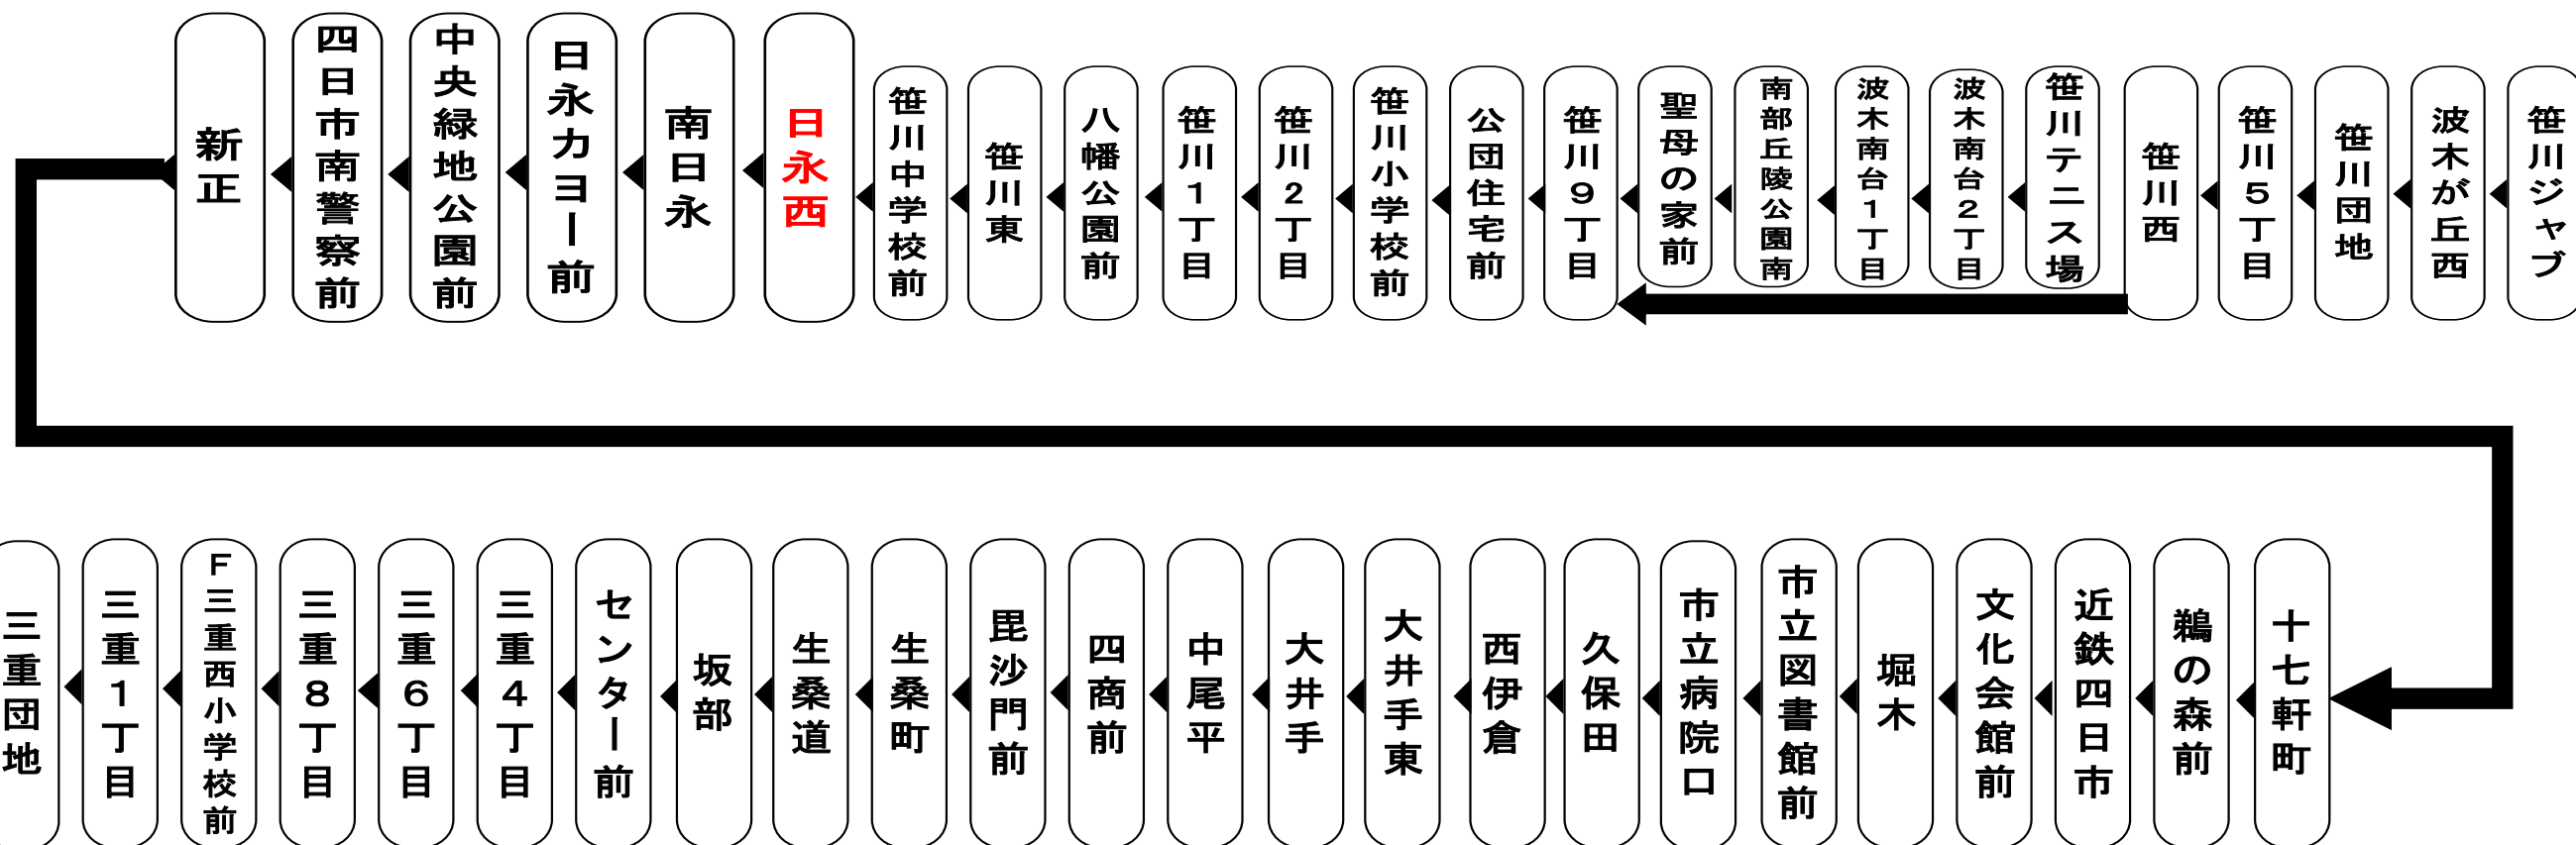 笹川ジャブ
波木が丘西
笹川団地
笹川5丁目
笹川西
笹川テニス場
波木南台2丁目
波木南台1丁目
南部丘陵公園南
聖母の家前
笹川9丁目
公団住宅前
笹川小学校前
笹川2丁目
笹川1丁目
八幡公園前
笹川東
笹川中学校前
日永西
南日永
日永カヨー前
中央緑地公園前
四日市南警察前
新正
十七軒町
鵜の森前
近鉄四日市
文化会館前
堀木
市立図書館前
市立病院口
久保田
西伊倉
大井手東
大井手
中尾平
四商前
毘沙門前
生桑町
生桑道
坂部
センター前
三重4丁目
三重6丁目
三重8丁目
F三重西小学校前
三重1丁目
三重団地